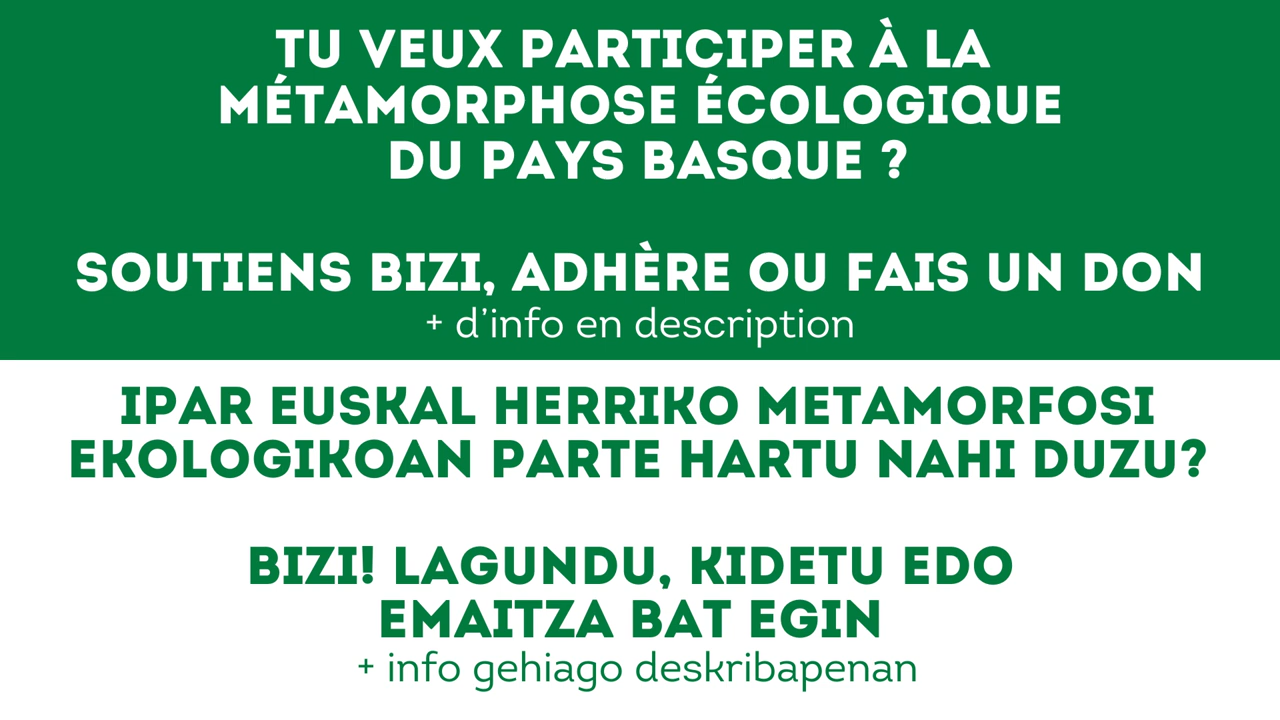 TU VEUX PARTICIPER À LA
MÉTAMORPHOSE ÉCOLOGIQUE
DU PAYS BASQUE ?
SOUTIENS BIZI, ADHÈRE OU FAIS UN DON
+ d'info en description
IPAR EUSKAL HERRIKO METAMORFOSI
EKOLOGIKOAN PARTE HARTU NAHI DUZU?
BIZI! LAGUNDU, KIDETU EDO
EMAITZA BAT EGIN
+ info gehiago deskribapenan